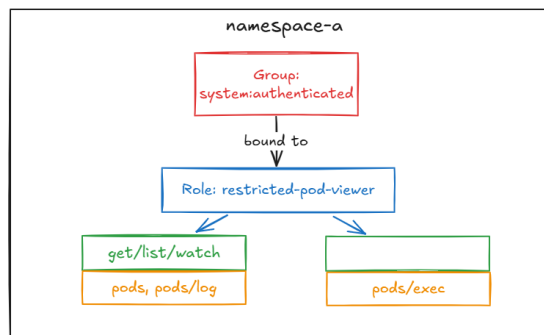 namespace-a
Group:
system:authenticated
bound to
Role: restricted-pod-viewer
get/list/watch
pods, pods/log
pods/exec